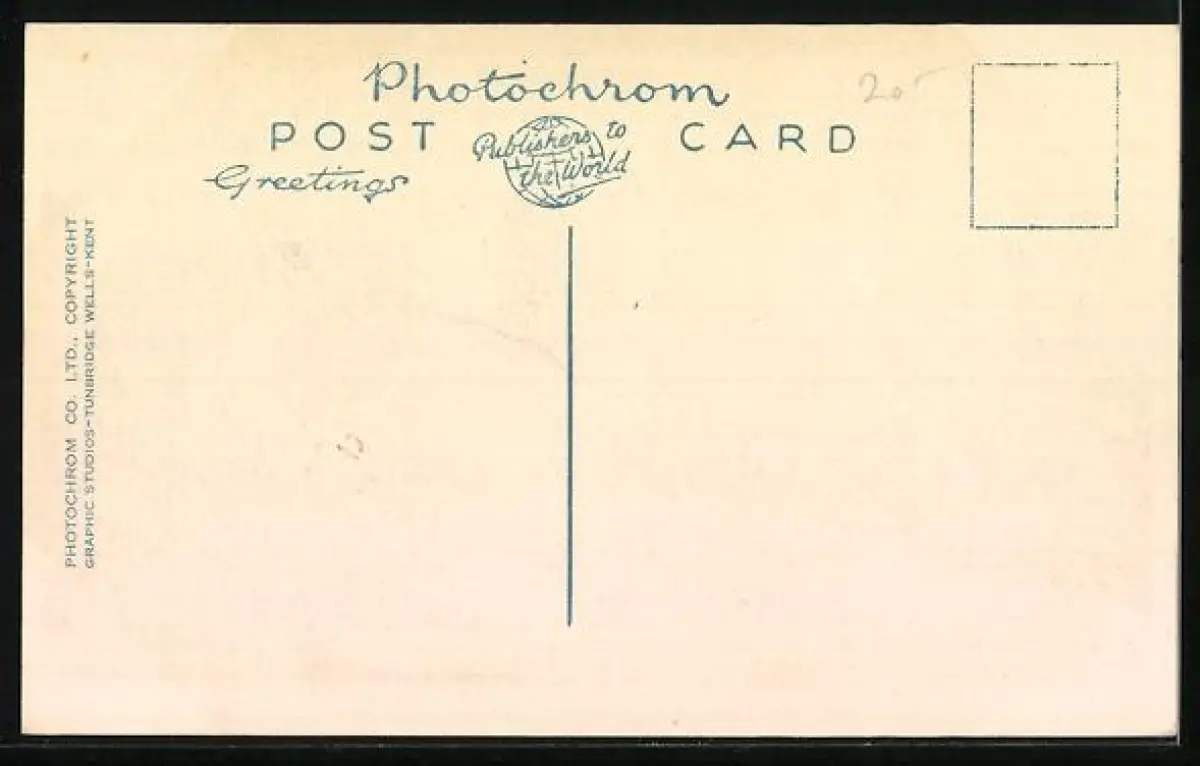 Photochrom
POST CARD
Publishers to
the World
Greetings
20
PHOTOCHROM CO. LTD., COPYRIGHT
GRAPHIC STUDIOS-TUNBRIDGE WELLS-KENT